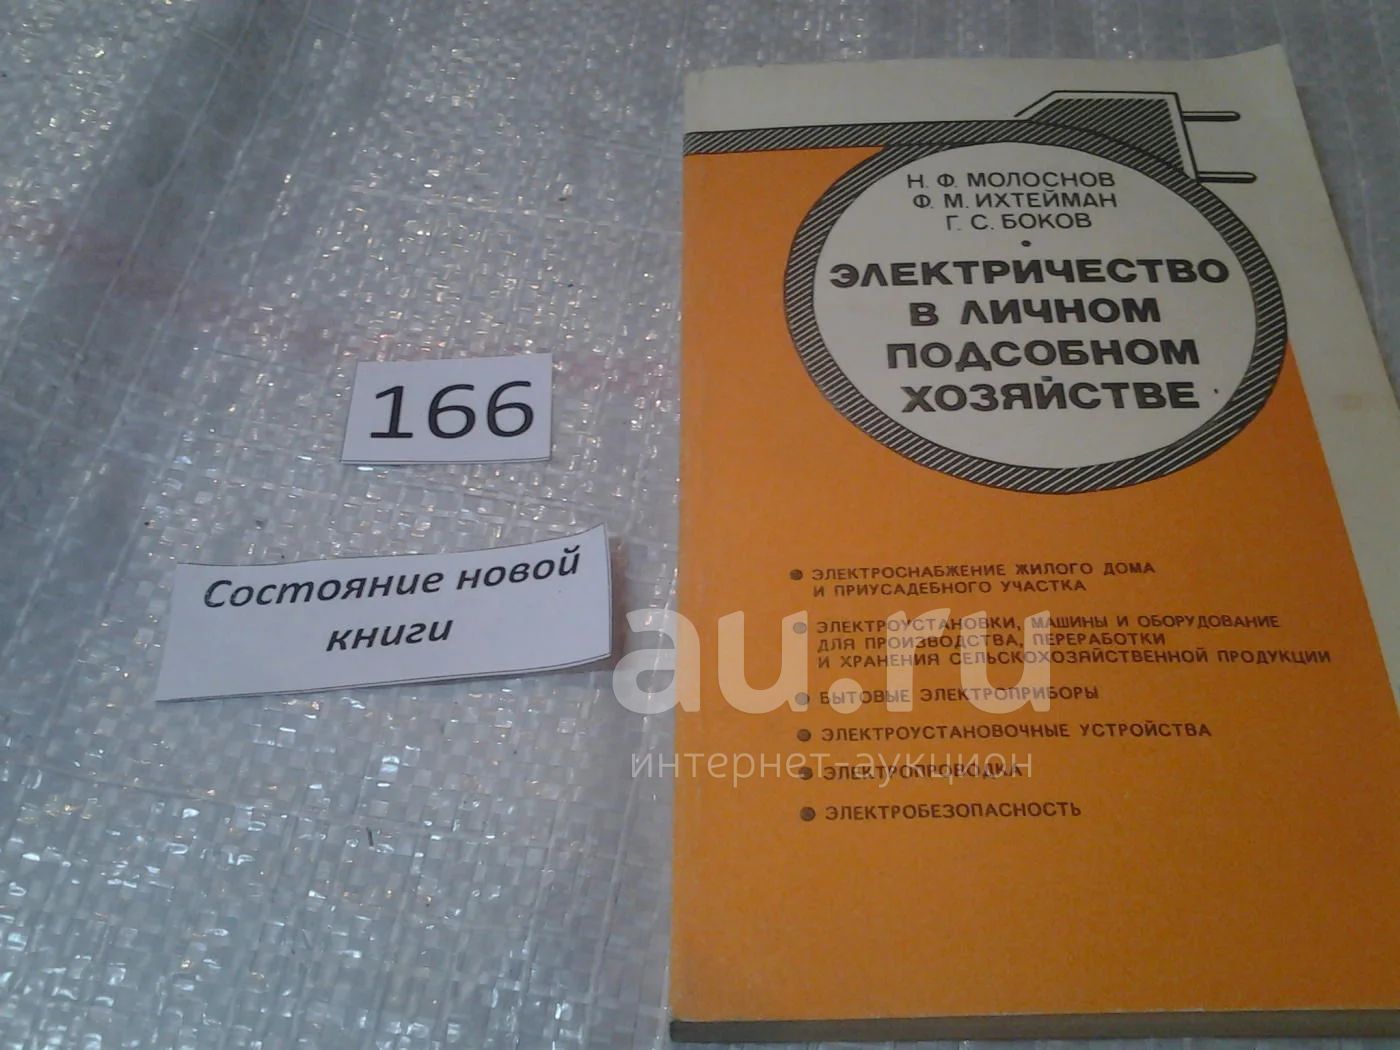 166
Состояние новой
книги
Н. Ф. МОЛОСНОВ
Ф. М. ИХТЕЙМАН
Г. С. БОКОВ
ЭЛЕКТРИЧЕСТВО
В ЛИЧНОМ
ПОДСОБНОМ
ХОЗЯЙСТВЕ
● ЭЛЕКТРОСНАБЖЕНИЕ ЖИЛОГО ДОМА
И ПРИУСАДЕБНОГО УЧАСТКА
● ЭЛЕКТРОУСТАНОВКИ, МАШИНЫ И ОБОРУДОВАНИЕ
ДЛЯ ПРОИЗВОДСТВА, ПЕРЕРАБОТКИ
И ХРАНЕНИЯ СЕЛЬСКОХОЗЯЙСТВЕННОЙ ПРОДУКЦИИ
● БЫТОВЫЕ ЭЛЕКТРОПРИБОРЫ
● ЭЛЕКТРОУСТАНОВОЧНЫЕ УСТРОЙСТВА
● ЭЛЕКТРОПРОВОДКА
● ЭЛЕКТРОБЕЗОПАСНОСТЬ
au.ru
интернет-аукцион